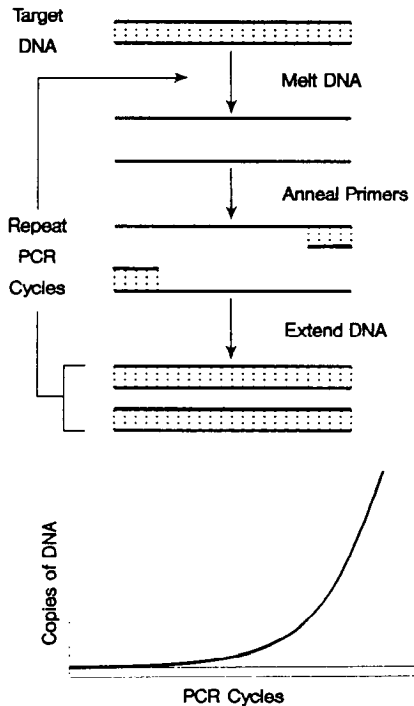 Target
DNA
Melt DNA
Anneal Primers
Repeat
PCR
Cycles
Extend DNA
Copies of DNA
PCR Cycles